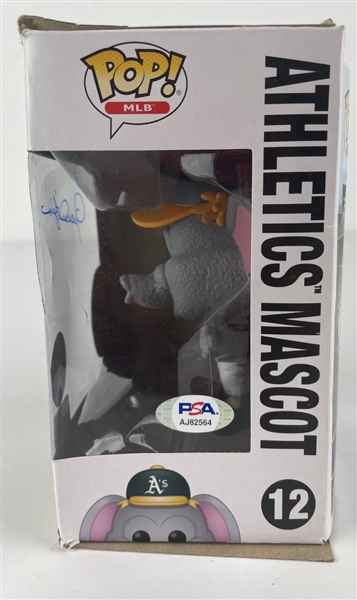 POP!
MLB
ATHLETICS™ MASCOT
12
PSA
AJ82564
A's